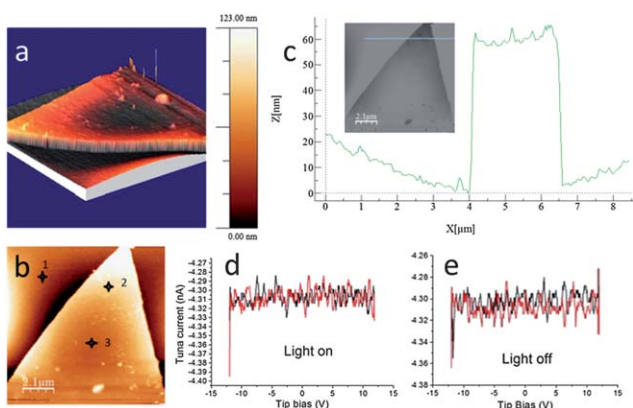 a
123.00 nm
0.00 nm
c
Z[nm]
60
50
40
30
20
10
0
2.1µm
0 1 2 3 4 5 6 7 8
X[µm]
b
1
2
3
2.1µm
d
Tuna current (nA)
-4.27
-4.28
-4.29
-4.30
-4.31
-4.32
-4.33
-4.34
-4.35
-4.36
-4.37
-4.38
-4.39
-4.40
Light on
-15 -10 -5 0 5 10 15
Tip bias (V)
e
-4.26
-4.28
-4.30
-4.32
-4.34
-4.36
-4.38
Light off
-15 -10 -5 0 5 10 15
Tip Bias (V)